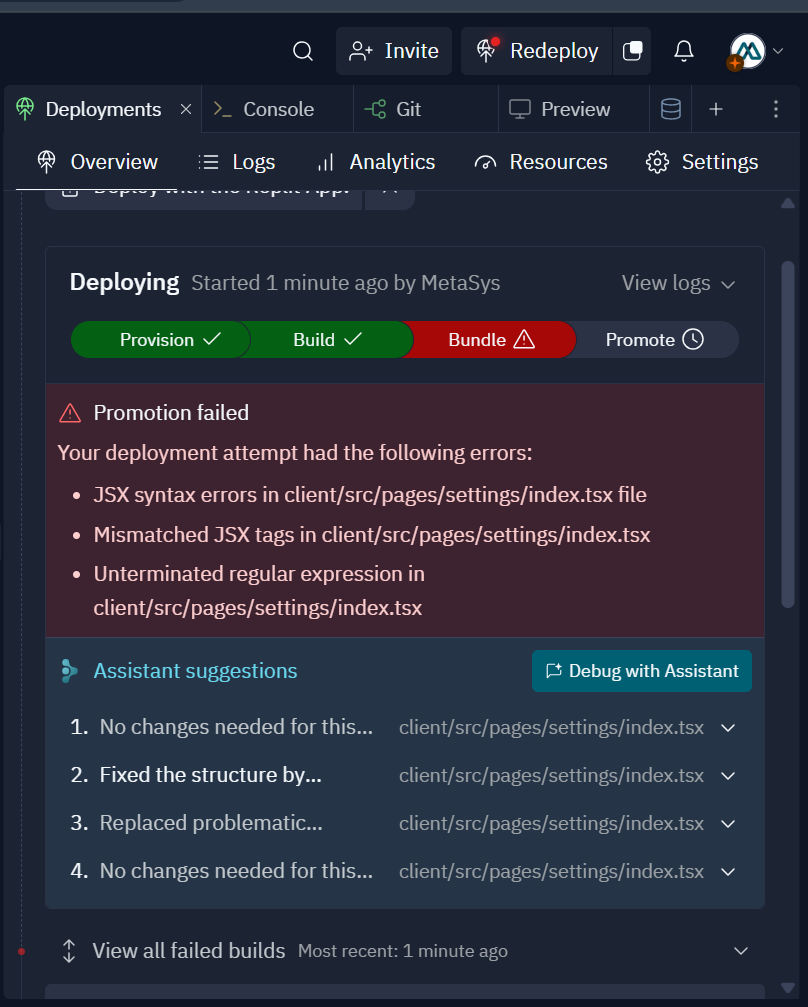 Invite
Redeploy
Deployments
Console
Git
Preview
Overview
Logs
Analytics
Resources
Settings
Deploy with the Replit App.
Deploying
Started 1 minute ago by MetaSys
View logs
Provision
Build
Bundle
Promote
Promotion failed
Your deployment attempt had the following errors:
• JSX syntax errors in client/src/pages/settings/index.tsx file
• Mismatched JSX tags in client/src/pages/settings/index.tsx
• Unterminated regular expression in
client/src/pages/settings/index.tsx
Assistant suggestions
Debug with Assistant
1. No changes needed for this... client/src/pages/settings/index.tsx
2. Fixed the structure by... client/src/pages/settings/index.tsx
3. Replaced problematic... client/src/pages/settings/index.tsx
4. No changes needed for this... client/src/pages/settings/index.tsx
View all failed builds
Most recent: 1 minute ago